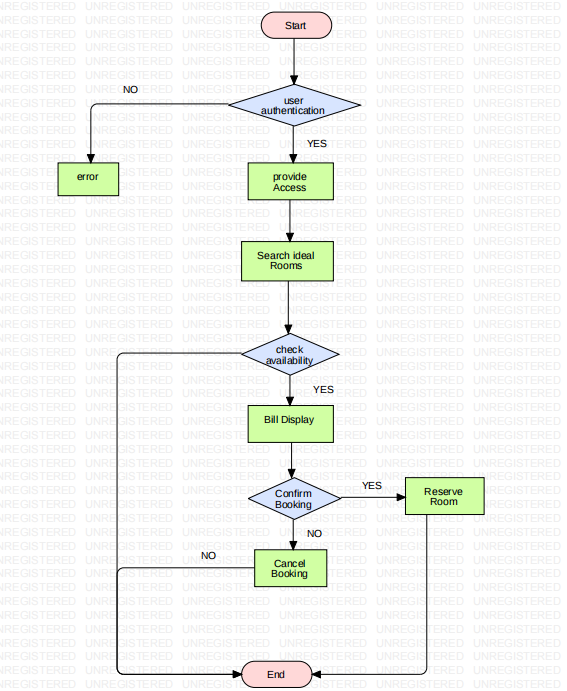 Start
user
authentication
NO
YES
error
provide
Access
Search ideal
Rooms
check
availability
YES
Bill Display
Confirm
Booking
YES
Reserve
Room
NO
Cancel
Booking
NO
End